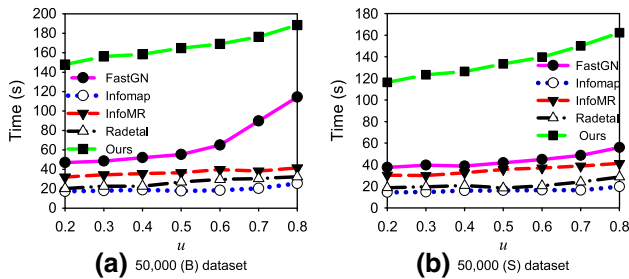 200
180
160
140
120
100
80
60
40
20
0
Time (s)
FastGN
Infomap
InfoMR
Radetal
Ours
0.2 0.3 0.4 0.5 0.6 0.7 0.8
u
(a) 50,000 (B) dataset
180
160
140
120
100
80
60
40
20
0
Time (s)
FastGN
Infomap
InfoMR
Radetal
Ours
0.2 0.3 0.4 0.5 0.6 0.7 0.8
u
(b) 50,000 (S) dataset